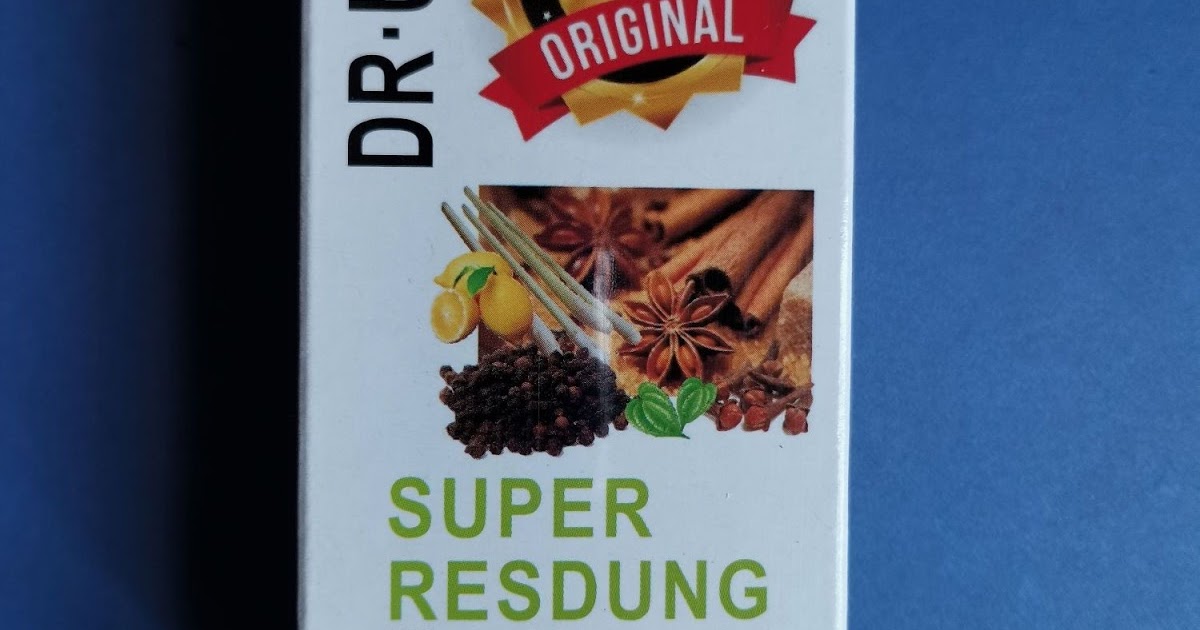 DR.
ORIGINAL
SUPER
RESDUNG